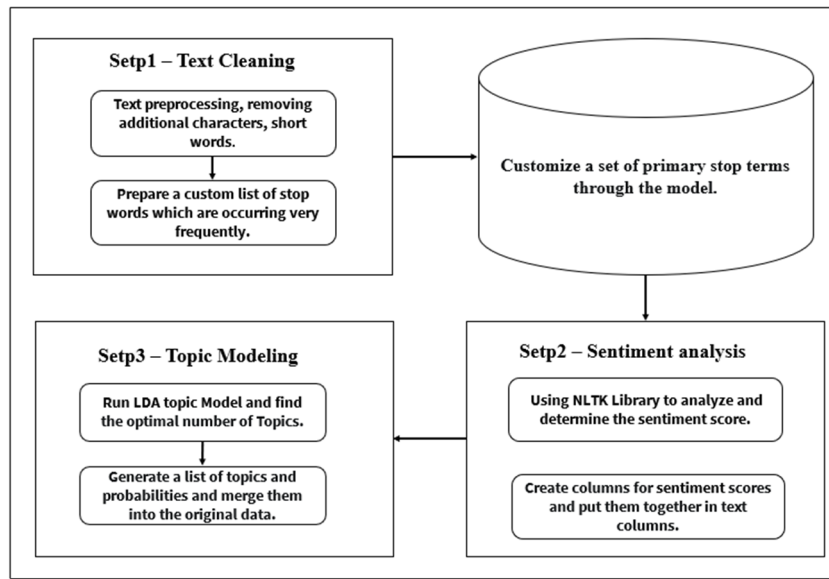 Setp1 – Text Cleaning
Text preprocessing, removing
additional characters, short
words.
Prepare a custom list of stop
words which are occurring very
frequently.
Customize a set of primary stop terms
through the model.
Setp2 – Sentiment analysis
Using NLTK Library to analyze and
determine the sentiment score.
Create columns for sentiment scores
and put them together in text
columns.
Setp3 – Topic Modeling
Run LDA topic Model and find
the optimal number of Topics.
Generate a list of topics and
probabilities and merge them
into the original data.